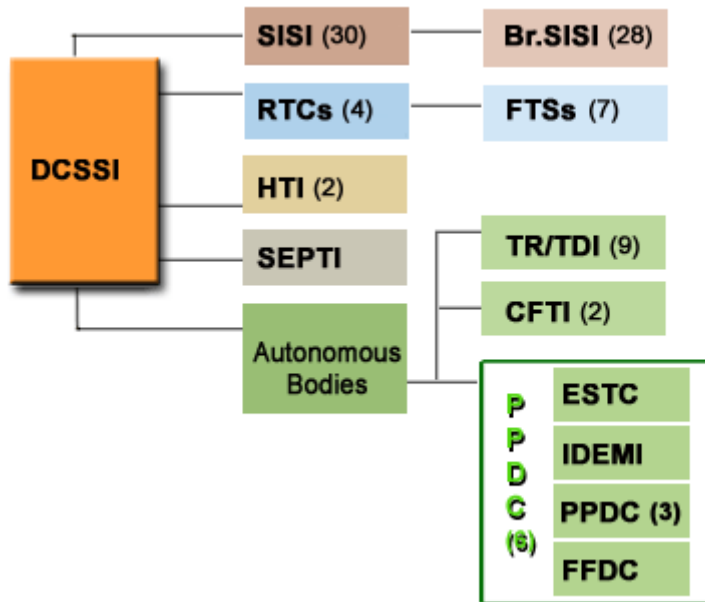 SISI (30)
Br.SISI (28)
RTCs (4)
FTSs (7)
DCSSI
HTI (2)
SEPTI
TR/TDI (9)
CFTI (2)
Autonomous
Bodies
P
P
D
C
(6)
ESTC
IDEMI
PPDC (3)
FFDC